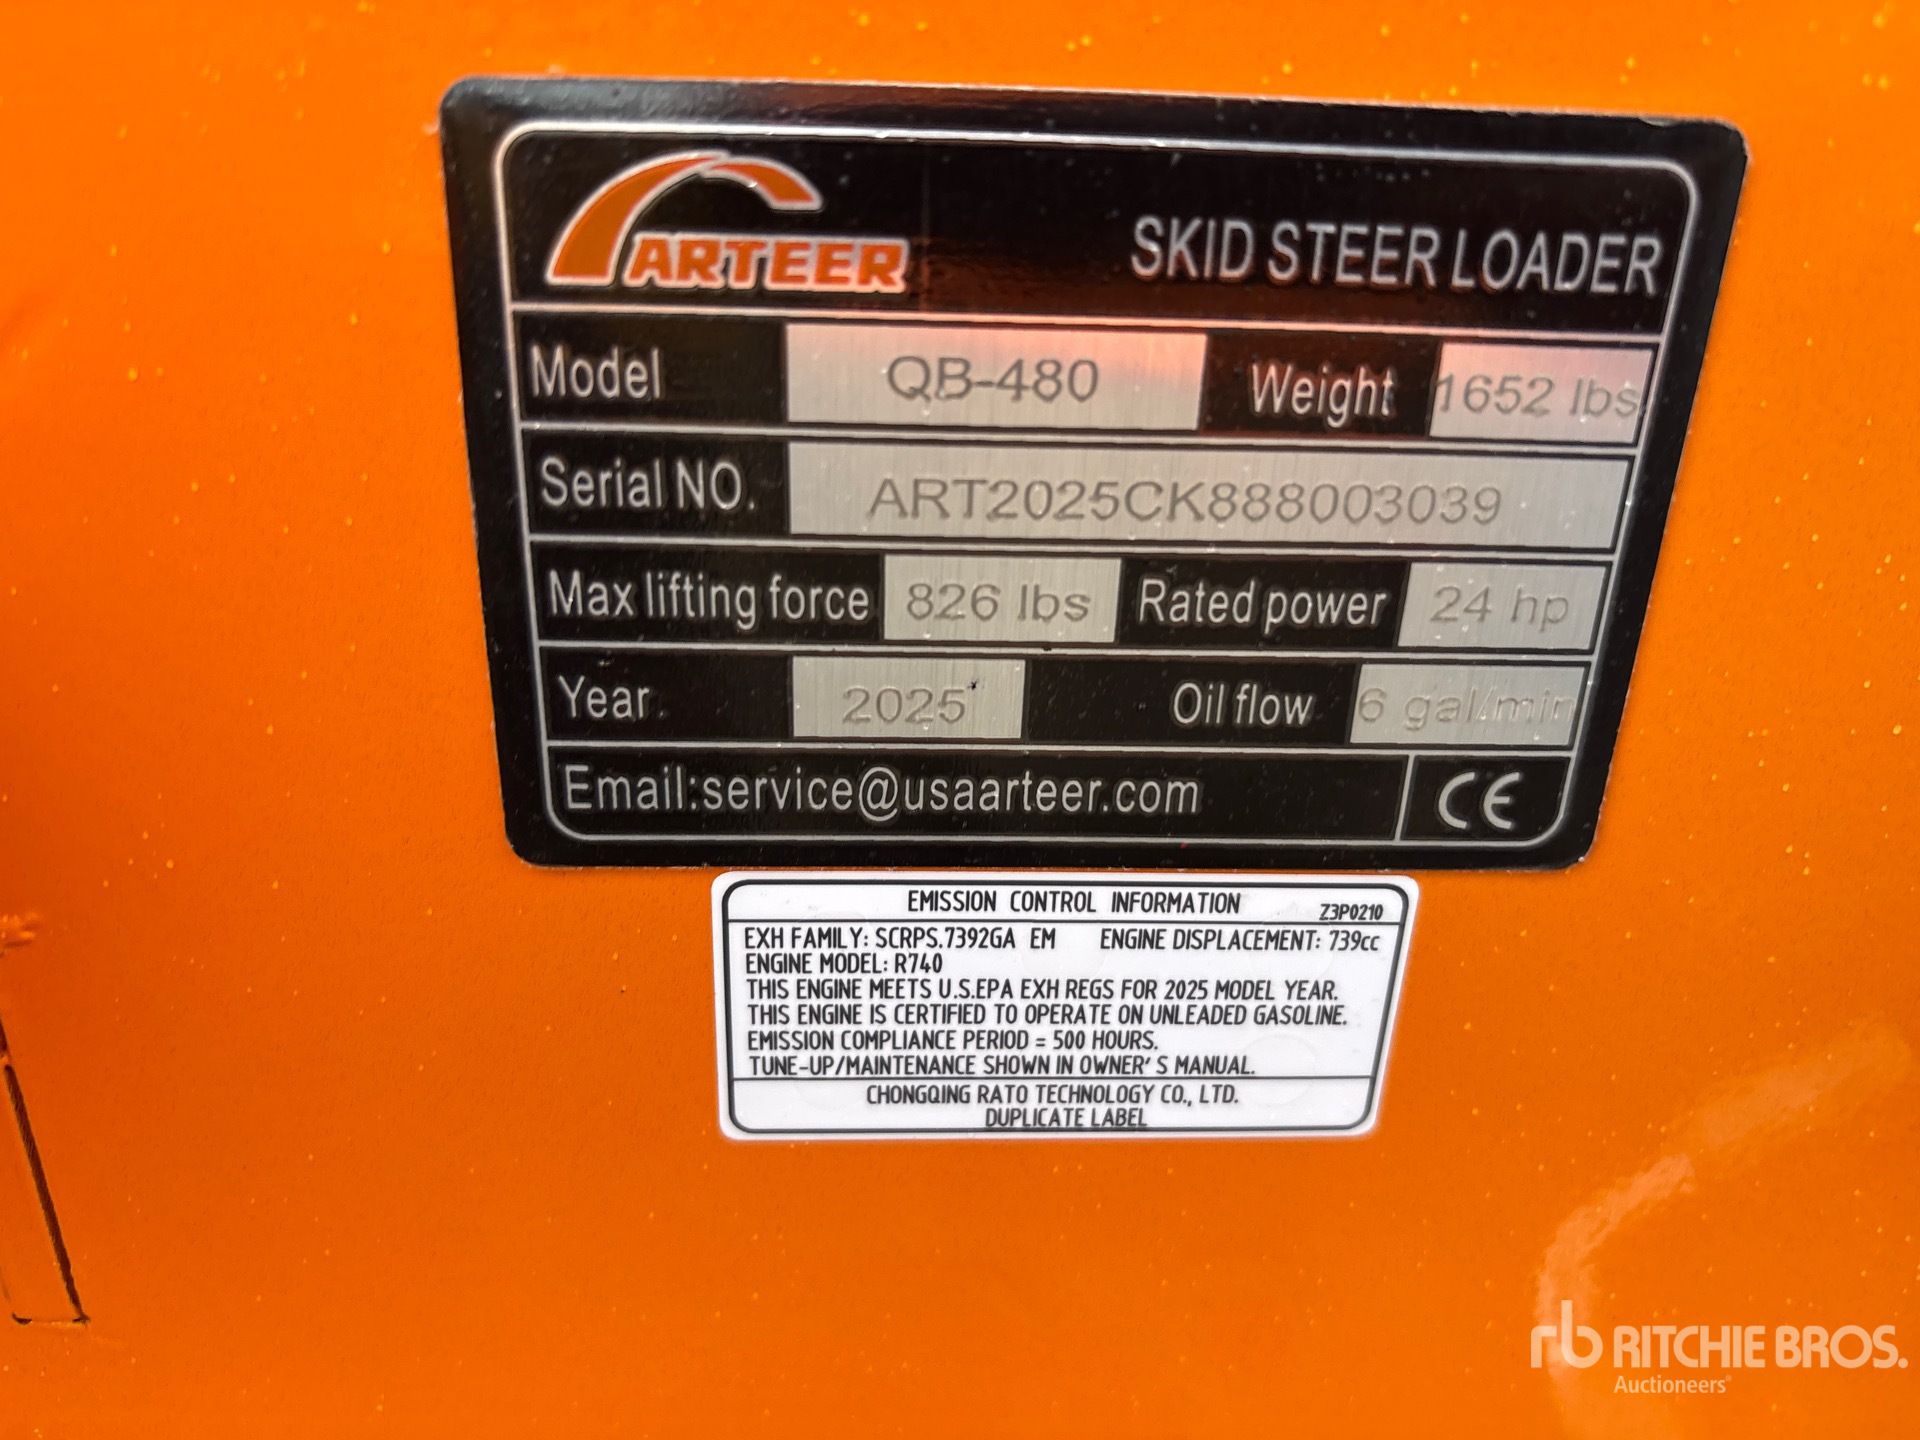 ARTEER
SKID STEER LOADER
Model QB-480 Weight 1652 lbs
Serial NO. ART2025CK888003039
Max lifting force 826 lbs Rated power 24 hp
Year 2025 Oil flow 6 gal/min
Email:service@usaarteer.com CE
EMISSION CONTROL INFORMATION Z3P0210
EXH FAMILY: SCRPS.7392GA EM ENGINE DISPLACEMENT: 739cc
ENGINE MODEL: R740
THIS ENGINE MEETS U.S.EPA EXH REGS FOR 2025 MODEL YEAR.
THIS ENGINE IS CERTIFIED TO OPERATE ON UNLEADED GASOLINE.
EMISSION COMPLIANCE PERIOD = 500 HOURS.
TUNE-UP/MAINTENANCE SHOWN IN OWNER' S MANUAL.
CHONGQING RATO TECHNOLOGY CO., LTD.
DUPLICATE LABEL
rb RITCHIE BROS.
Auctioneers